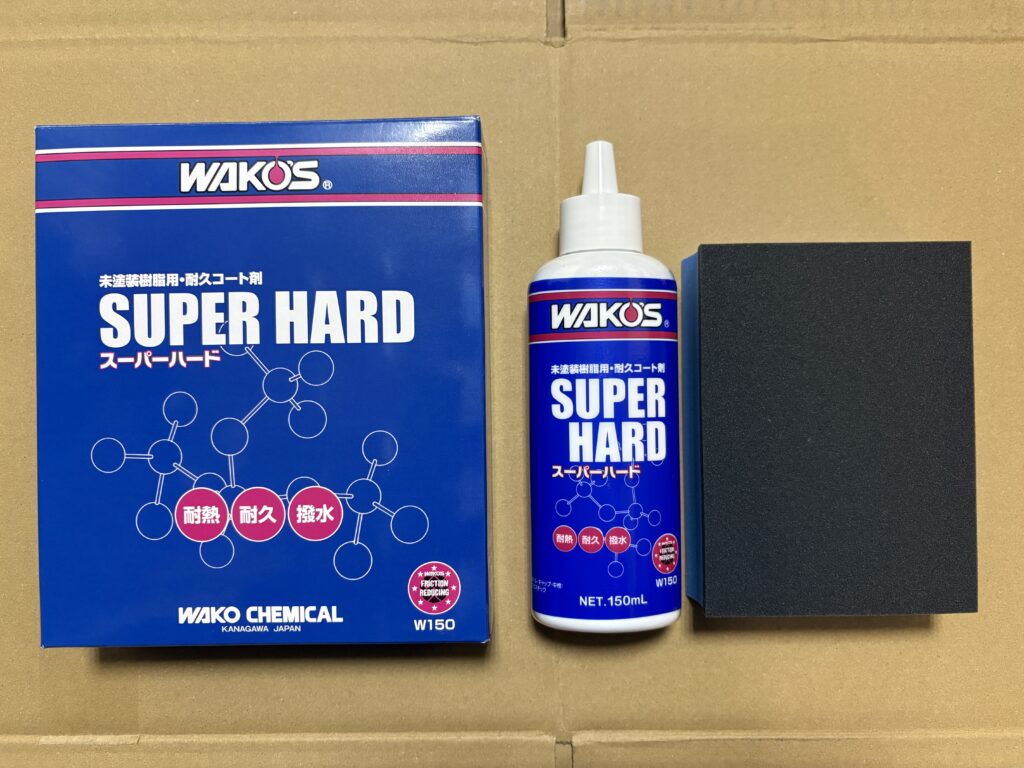 WAKO'S®
未塗装樹脂用・耐久コート剤
SUPER HARD
スーパーハード
耐熱 耐久 撥水
WAKO'S
FRICTION
REDUCING
W150
WAKO CHEMICAL
KANAGAWA JAPAN
WAKO'S®
未塗装樹脂用・耐久コート剤
SUPER
HARD
スーパーハード
耐熱 耐久 撥水
FRICTION
REDUCING
W150
NET.150mL